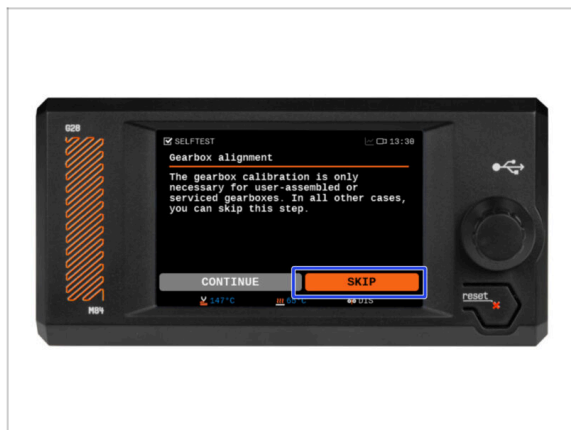 G28
SELFTEST 13:30
Gearbox alignment
The gearbox calibration is only
necessary for user-assembled or
serviced gearboxes. In all other cases,
you can skip this step.
CONTINUE SKIP
147°C DIS
reset
M84